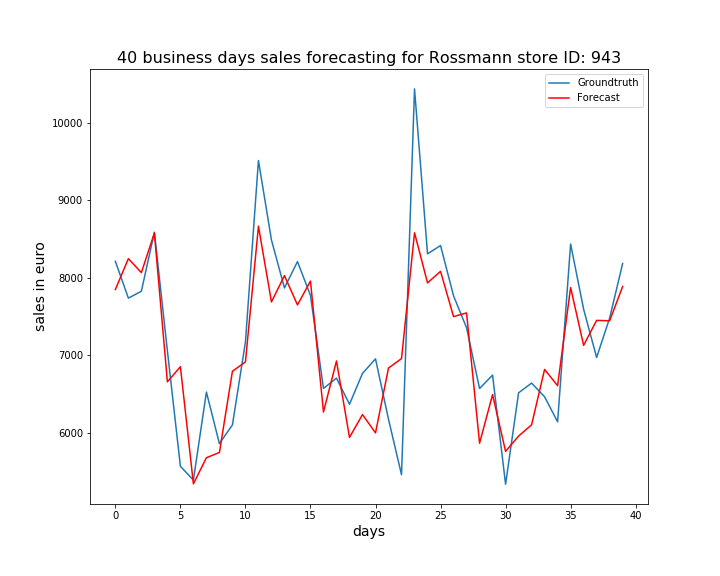 40 business days sales forecasting for Rossmann store ID: 943
Groundtruth
Forecast
10000
9000
8000
7000
6000
sales in euro
0 5 10 15 20 25 30 35 40
days